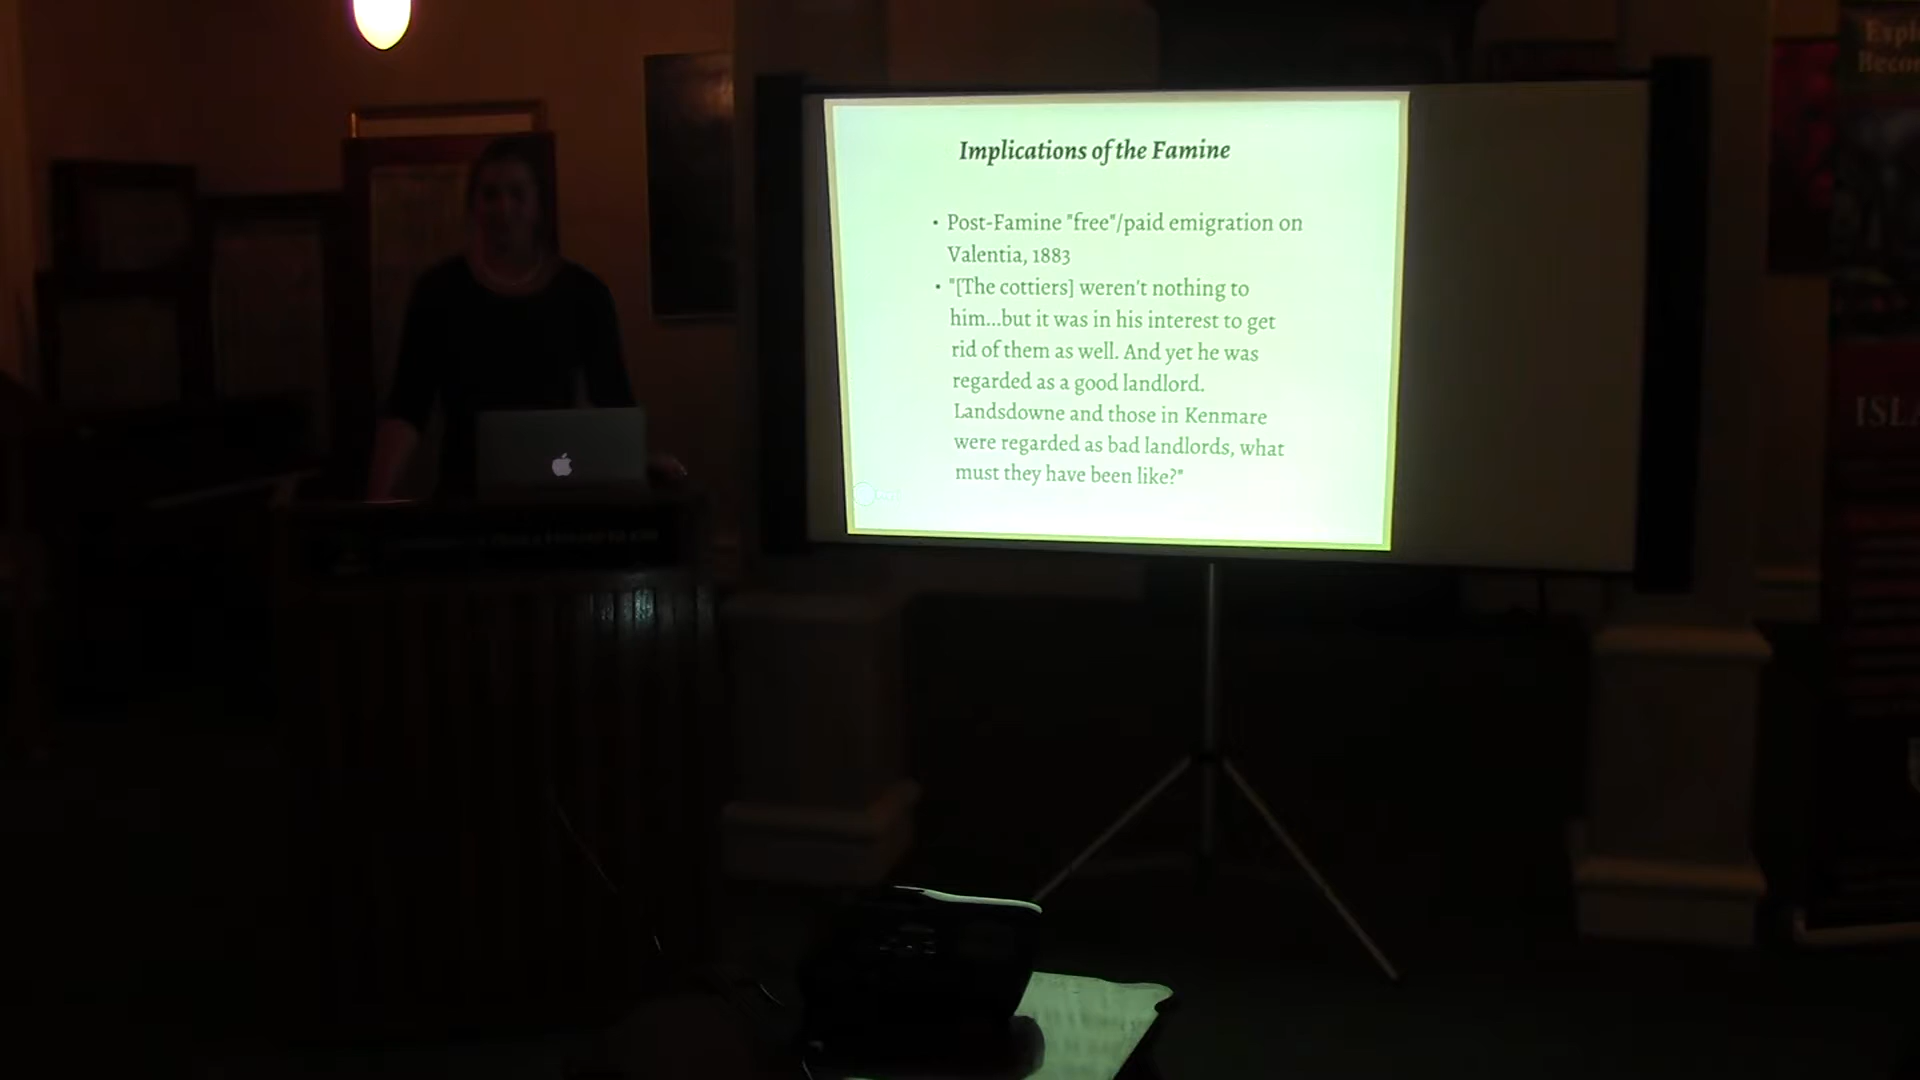 Implications of the Famine
• Post-Famine "free"/paid emigration on
Valentia, 1883
• "[The cottiers] weren't nothing to
him...but it was in his interest to get
rid of them as well. And yet he was
regarded as a good landlord.
Landsdowne and those in Kenmare
were regarded as bad landlords, what
must they have been like?"